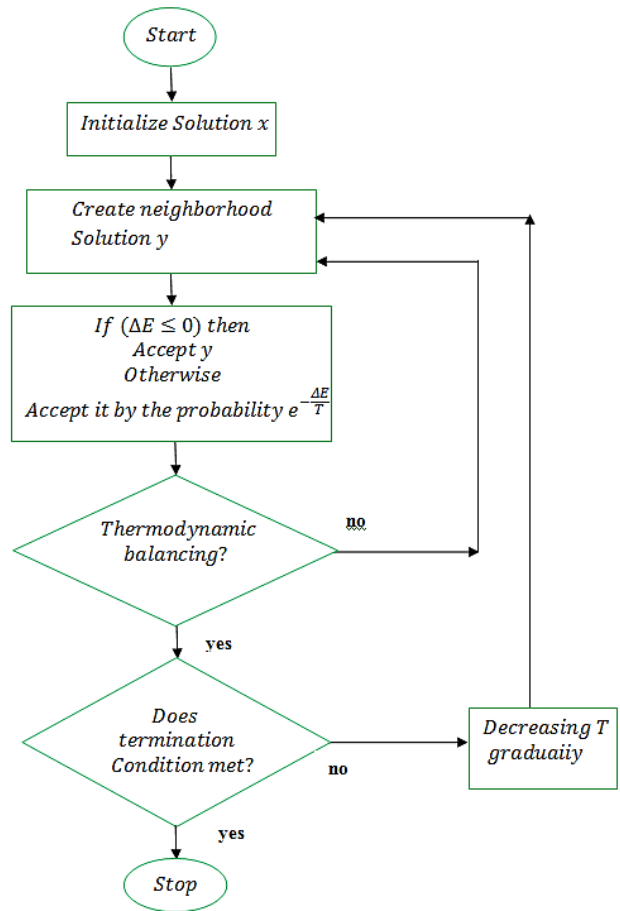 Start
Initialize Solution x
Create neighborhood
Solution y
If (ΔE ≤ 0) then
Accept y
Otherwise
Accept it by the probability e^{-ΔE/T}
Thermodynamic
balancing?
no
yes
Does
termination
Condition met?
no
Decreasing T
graduaiiy
yes
Stop